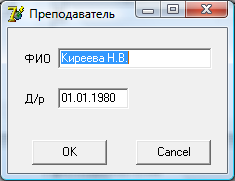 Преподаватель
ФИО Киреева Н.В.
Д/р 01.01.1980
OK Cancel